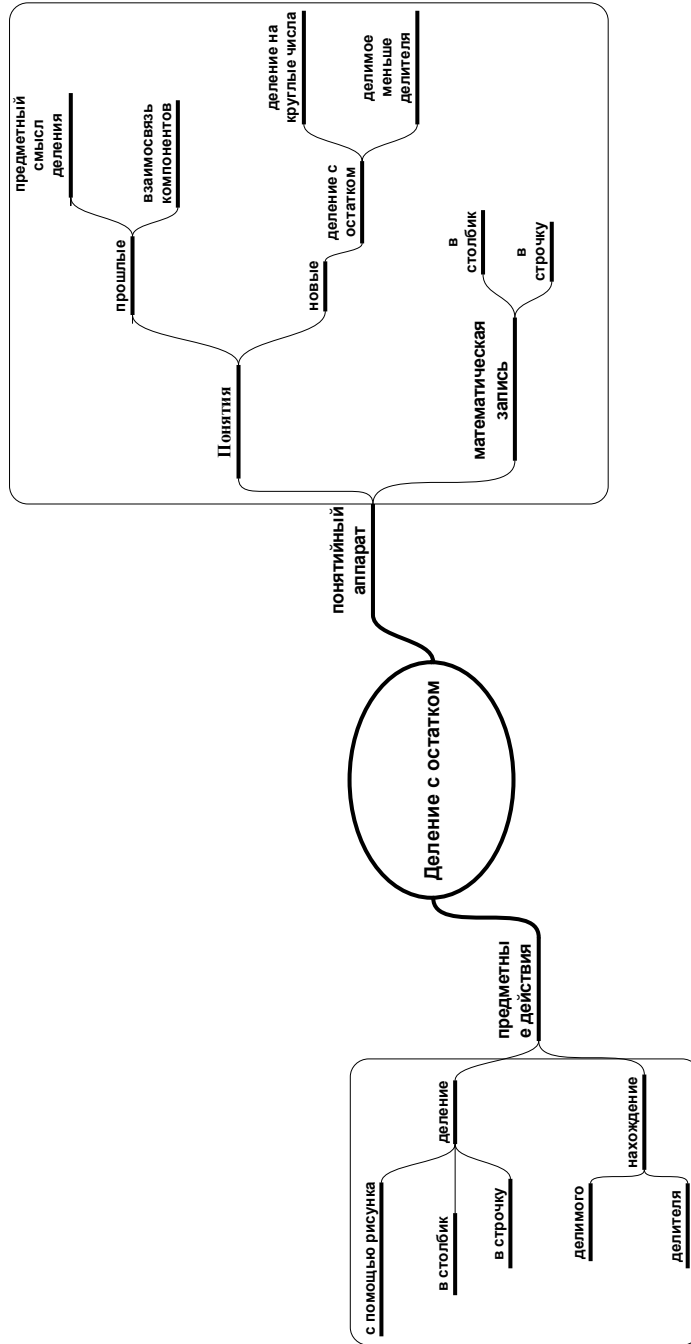 Деление с остатком
понятийный
аппарат
Понятия
прошлые
предметный
смысл
деления
взаимосвязь
компонентов
новые
деление с
остатком
деление на
круглые числа
делимое
меньше
делителя
математическая
запись
в
столбик
в
строчку
предметны
е действия
деление
с помощью рисунка
в столбик
в строчку
нахождение
делимого
делителя